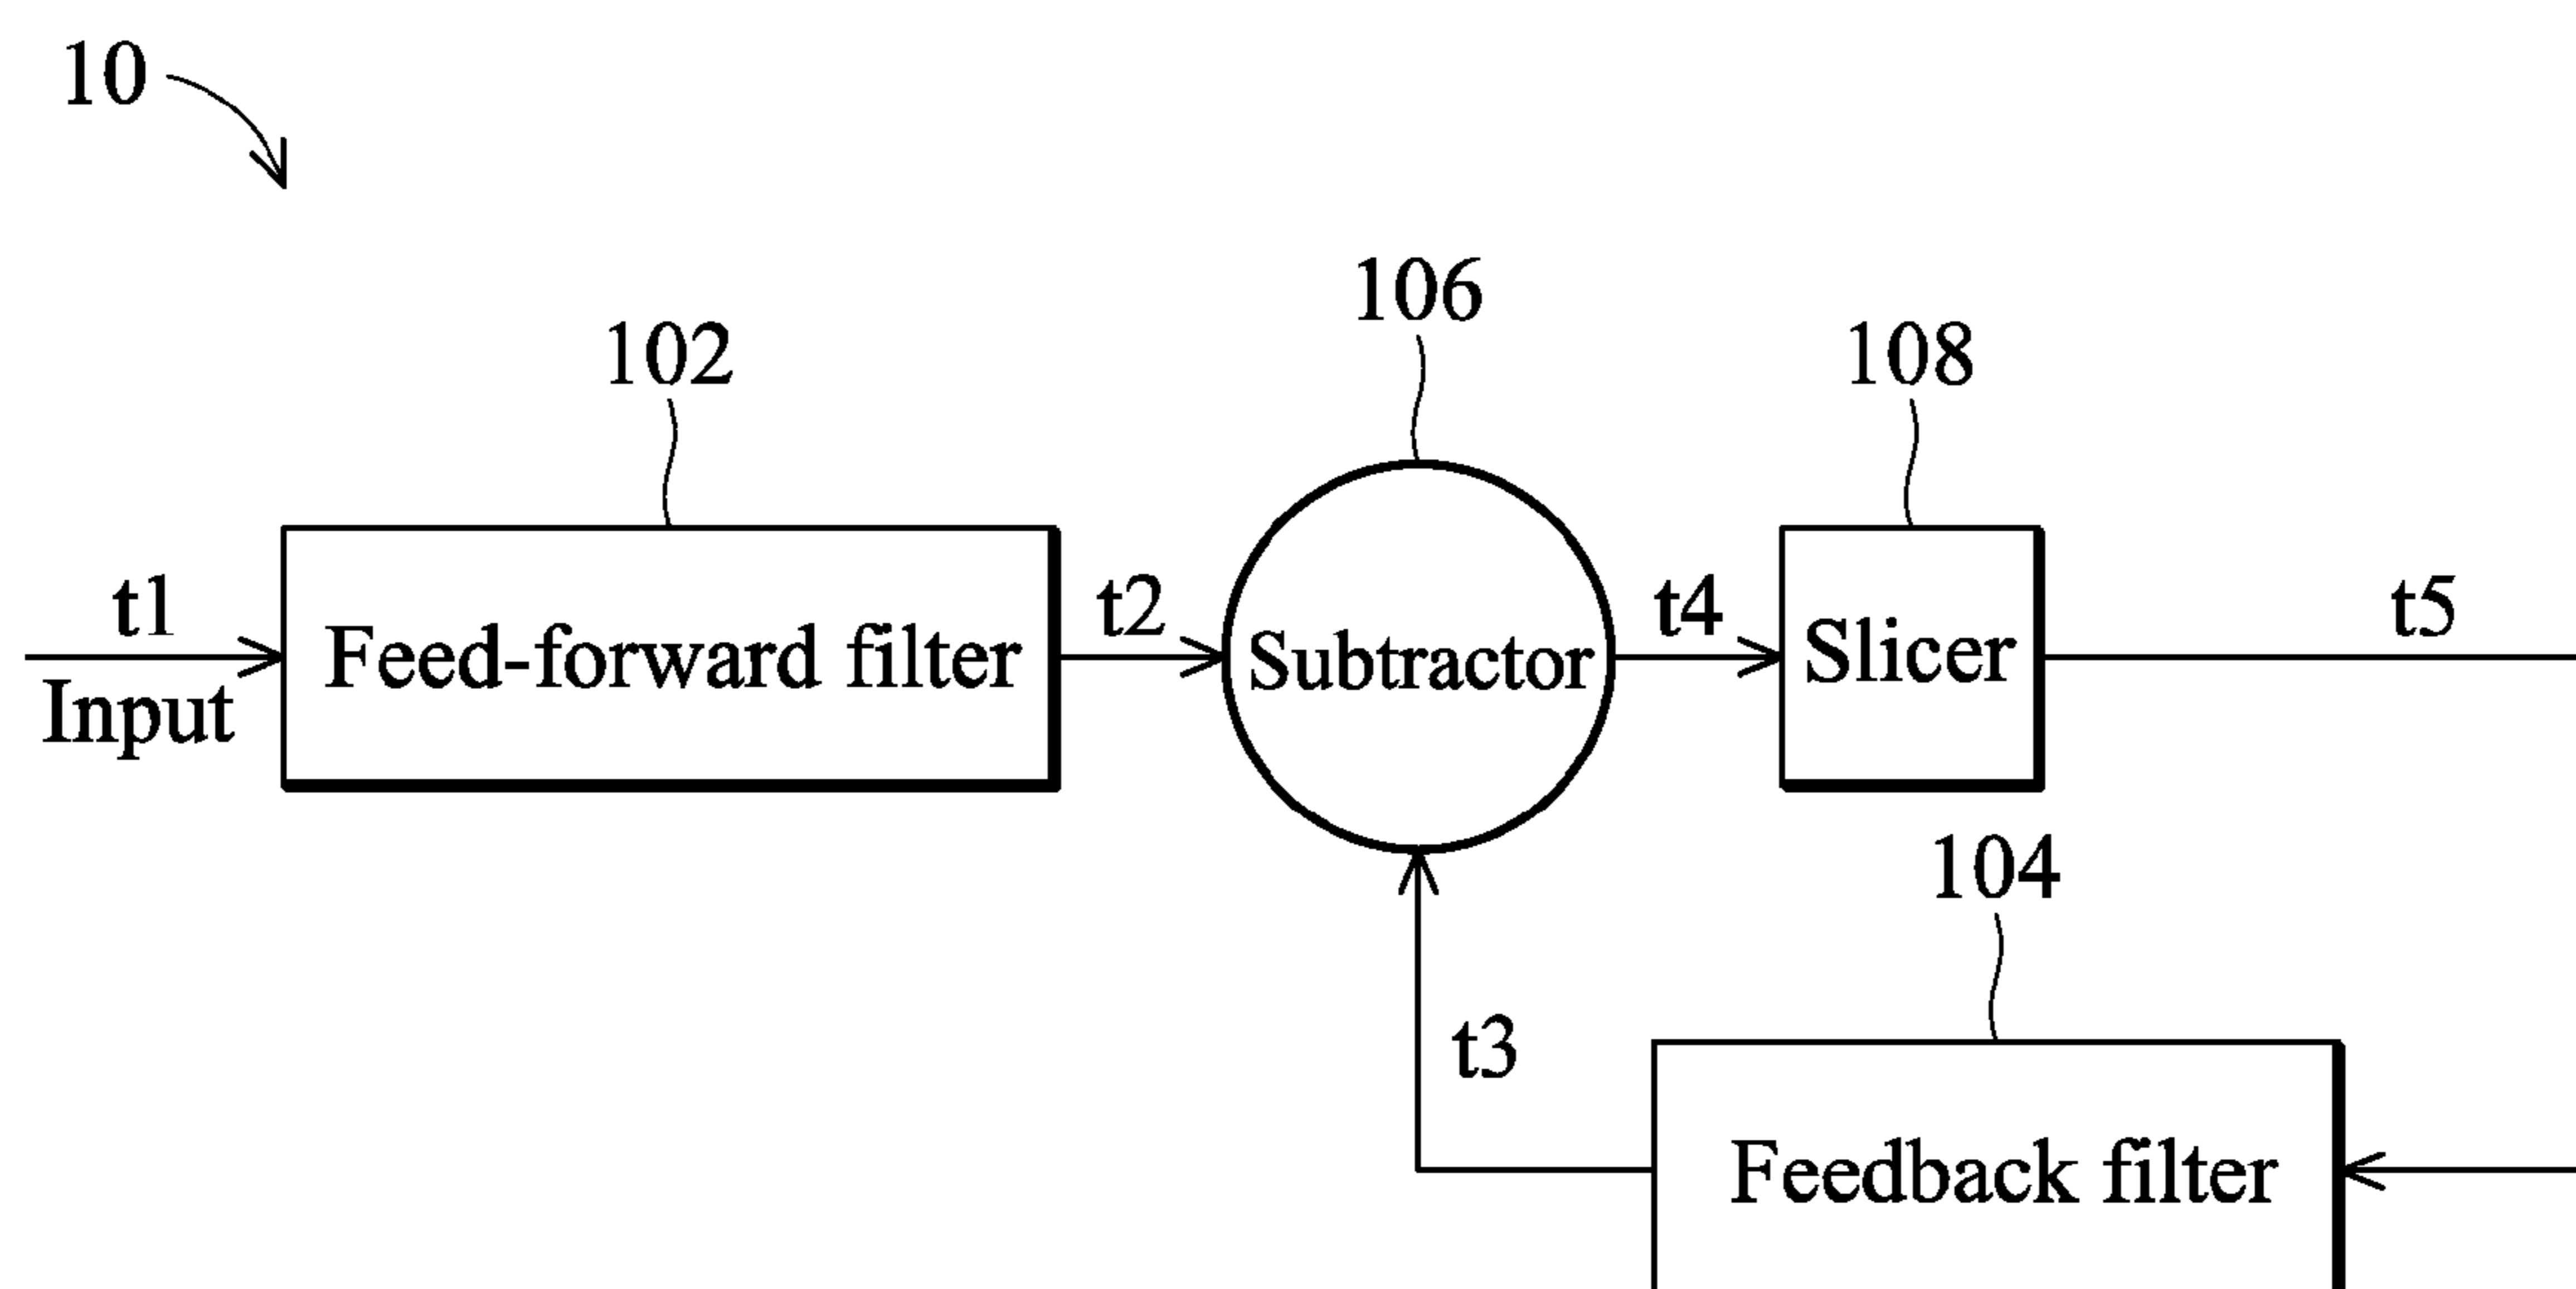 10
106
102
108
t1
t2
t4
t5
Feed-forward filter
Subtractor
Slicer
Input
104
t3
Feedback filter